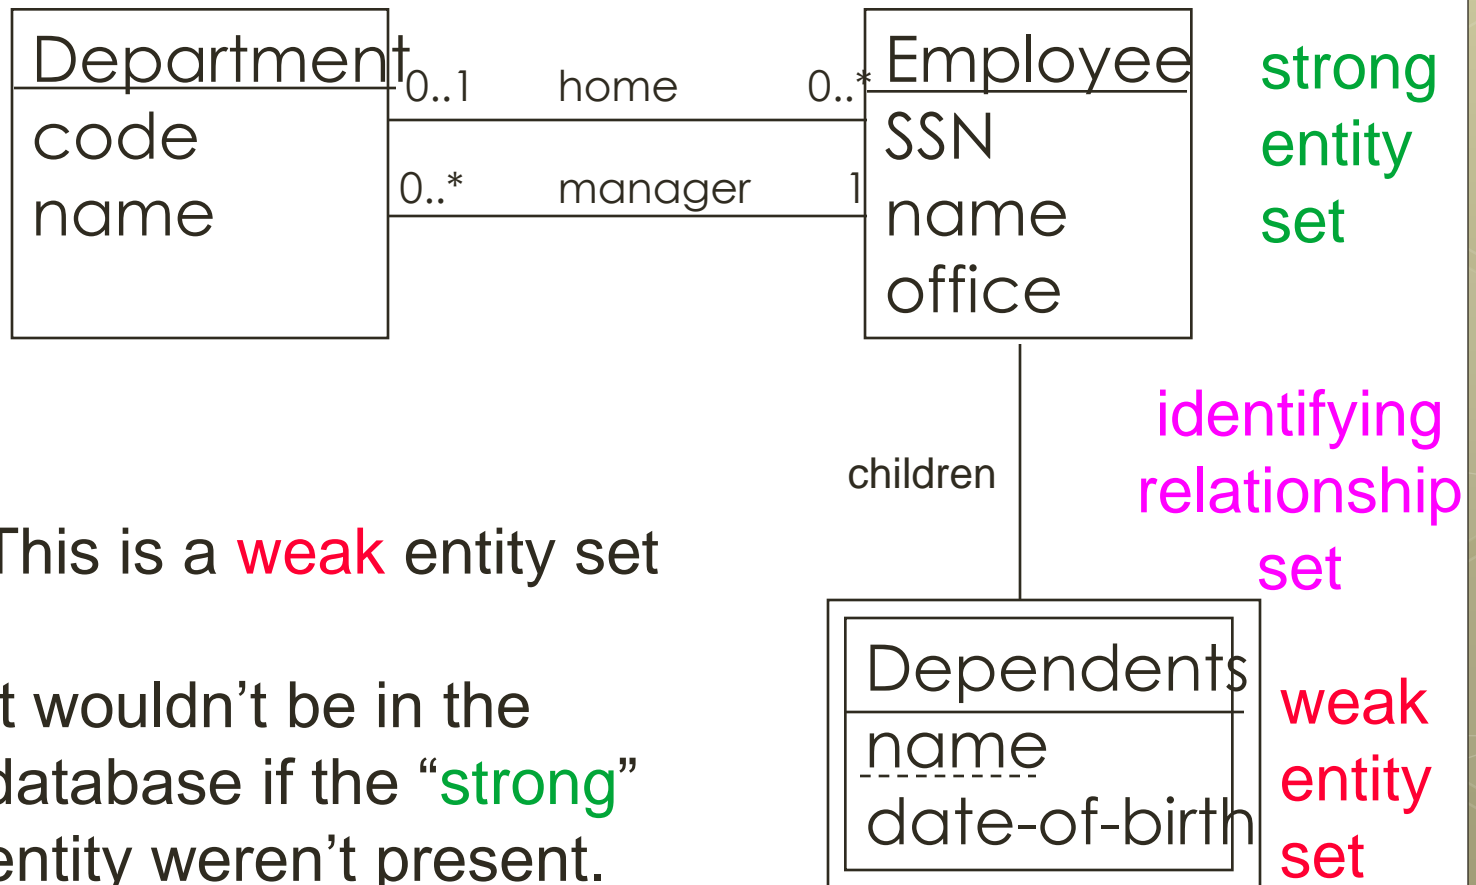 Department
code
name
0..1 home 0..*
0..* manager 1
Employee
SSN
name
office
strong
entity
set
children
identifying
relationship
set
This is a weak entity set
t wouldn’t be in the
database if the “strong”
entity weren’t present.
Dependents
name
date-of-birth
weak
entity
set